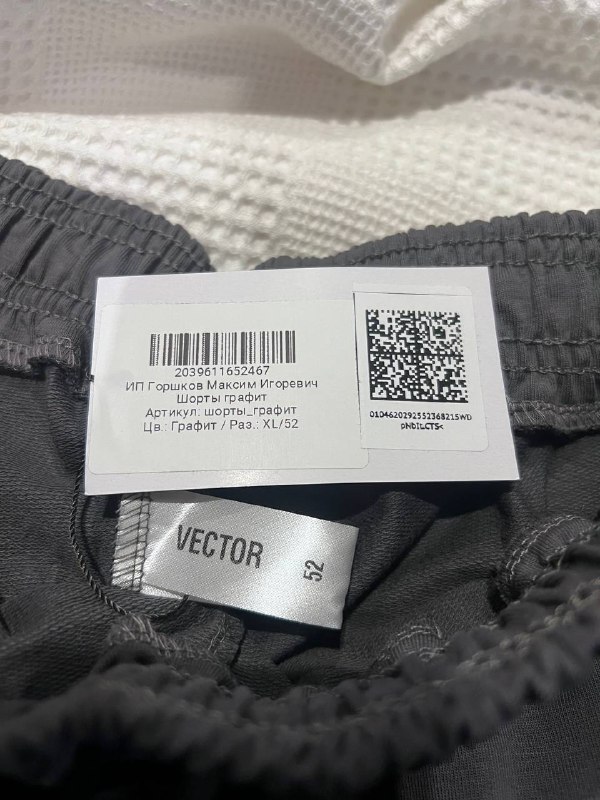 2039611652467
ИП Горшков Максим Игоревич
Шорты графит
Артикул: шорты_графит
Цв.: Графит / Раз.: XL/52
010462029255236821SWD
pNDILCTS<
VECTOR
52